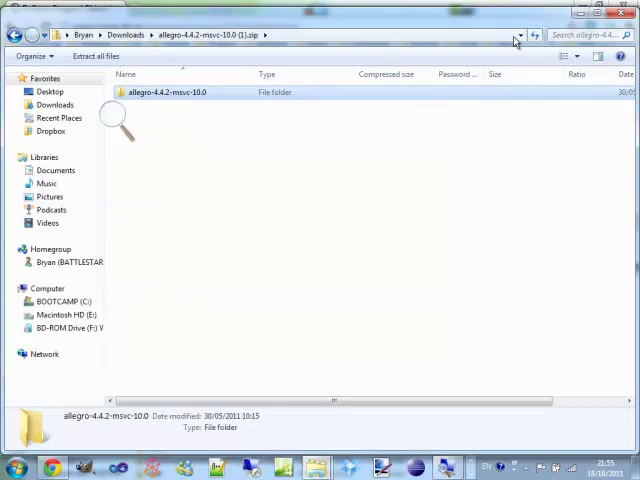 Bryan Downloads allegro-4.4.2-msvc-10.0 (1).zip
Search allegro-4.4....
Organize Extract all files
Name Type Compressed size Password ... Size Ratio Date
allegro-4.4.2-msvc-10.0 File folder 30/05
Favorites
Desktop
Downloads
Recent Places
Dropbox
Libraries
Documents
Music
Pictures
Podcasts
Videos
Homegroup
Bryan (BATTLESTAR
Computer
BOOTCAMP (C:)
Macintosh HD (E:)
BD-ROM Drive (F:) W
Network
allegro-4.4.2-msvc-10.0 Date modified: 30/05/2011 10:15
Type: File folder
EN
21:55
18/10/2011